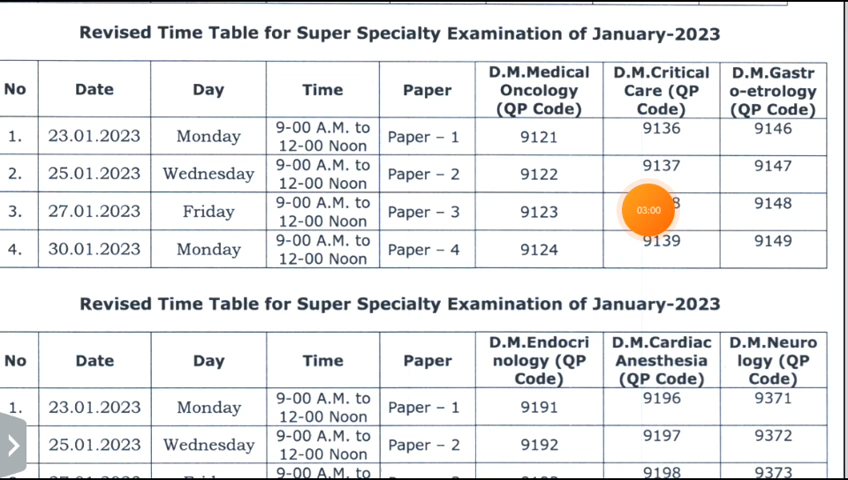 Revised Time Table for Super Specialty Examination of January-2023
No Date Day Time Paper D.M.Medical Oncology (QP Code) D.M.Critical Care (QP Code) D.M.Gastr o-etrology (QP Code)
1. 23.01.2023 Monday 9-00 A.M. to 12-00 Noon Paper – 1 9121 9136 9146
2. 25.01.2023 Wednesday 9-00 A.M. to 12-00 Noon Paper – 2 9122 9137 9147
3. 27.01.2023 Friday 9-00 A.M. to 12-00 Noon Paper – 3 9123 9148
03:00
4. 30.01.2023 Monday 9-00 A.M. to 12-00 Noon Paper – 4 9124 9139 9149
Revised Time Table for Super Specialty Examination of January-2023
No Date Day Time Paper D.M.Endocri nology (QP Code) D.M.Cardiac Anesthesia (QP Code) D.M.Neuro logy (QP Code)
1. 23.01.2023 Monday 9-00 A.M. to 12-00 Noon Paper – 1 9191 9196 9371
25.01.2023 Wednesday 9-00 A.M. to 12-00 Noon Paper – 2 9192 9197 9372
9-00 A.M. to 9198 9373